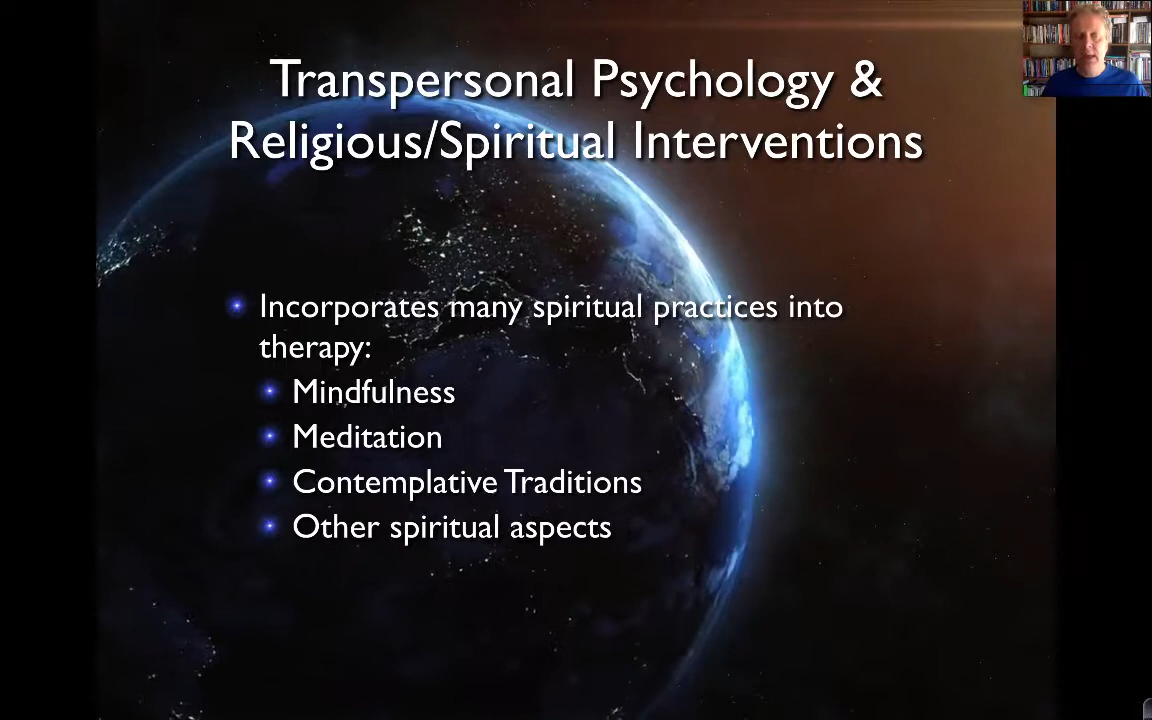 Transpersonal Psychology &
Religious/Spiritual Interventions
Incorporates many spiritual practices into
therapy:
Mindfulness
Meditation
Contemplative Traditions
Other spiritual aspects